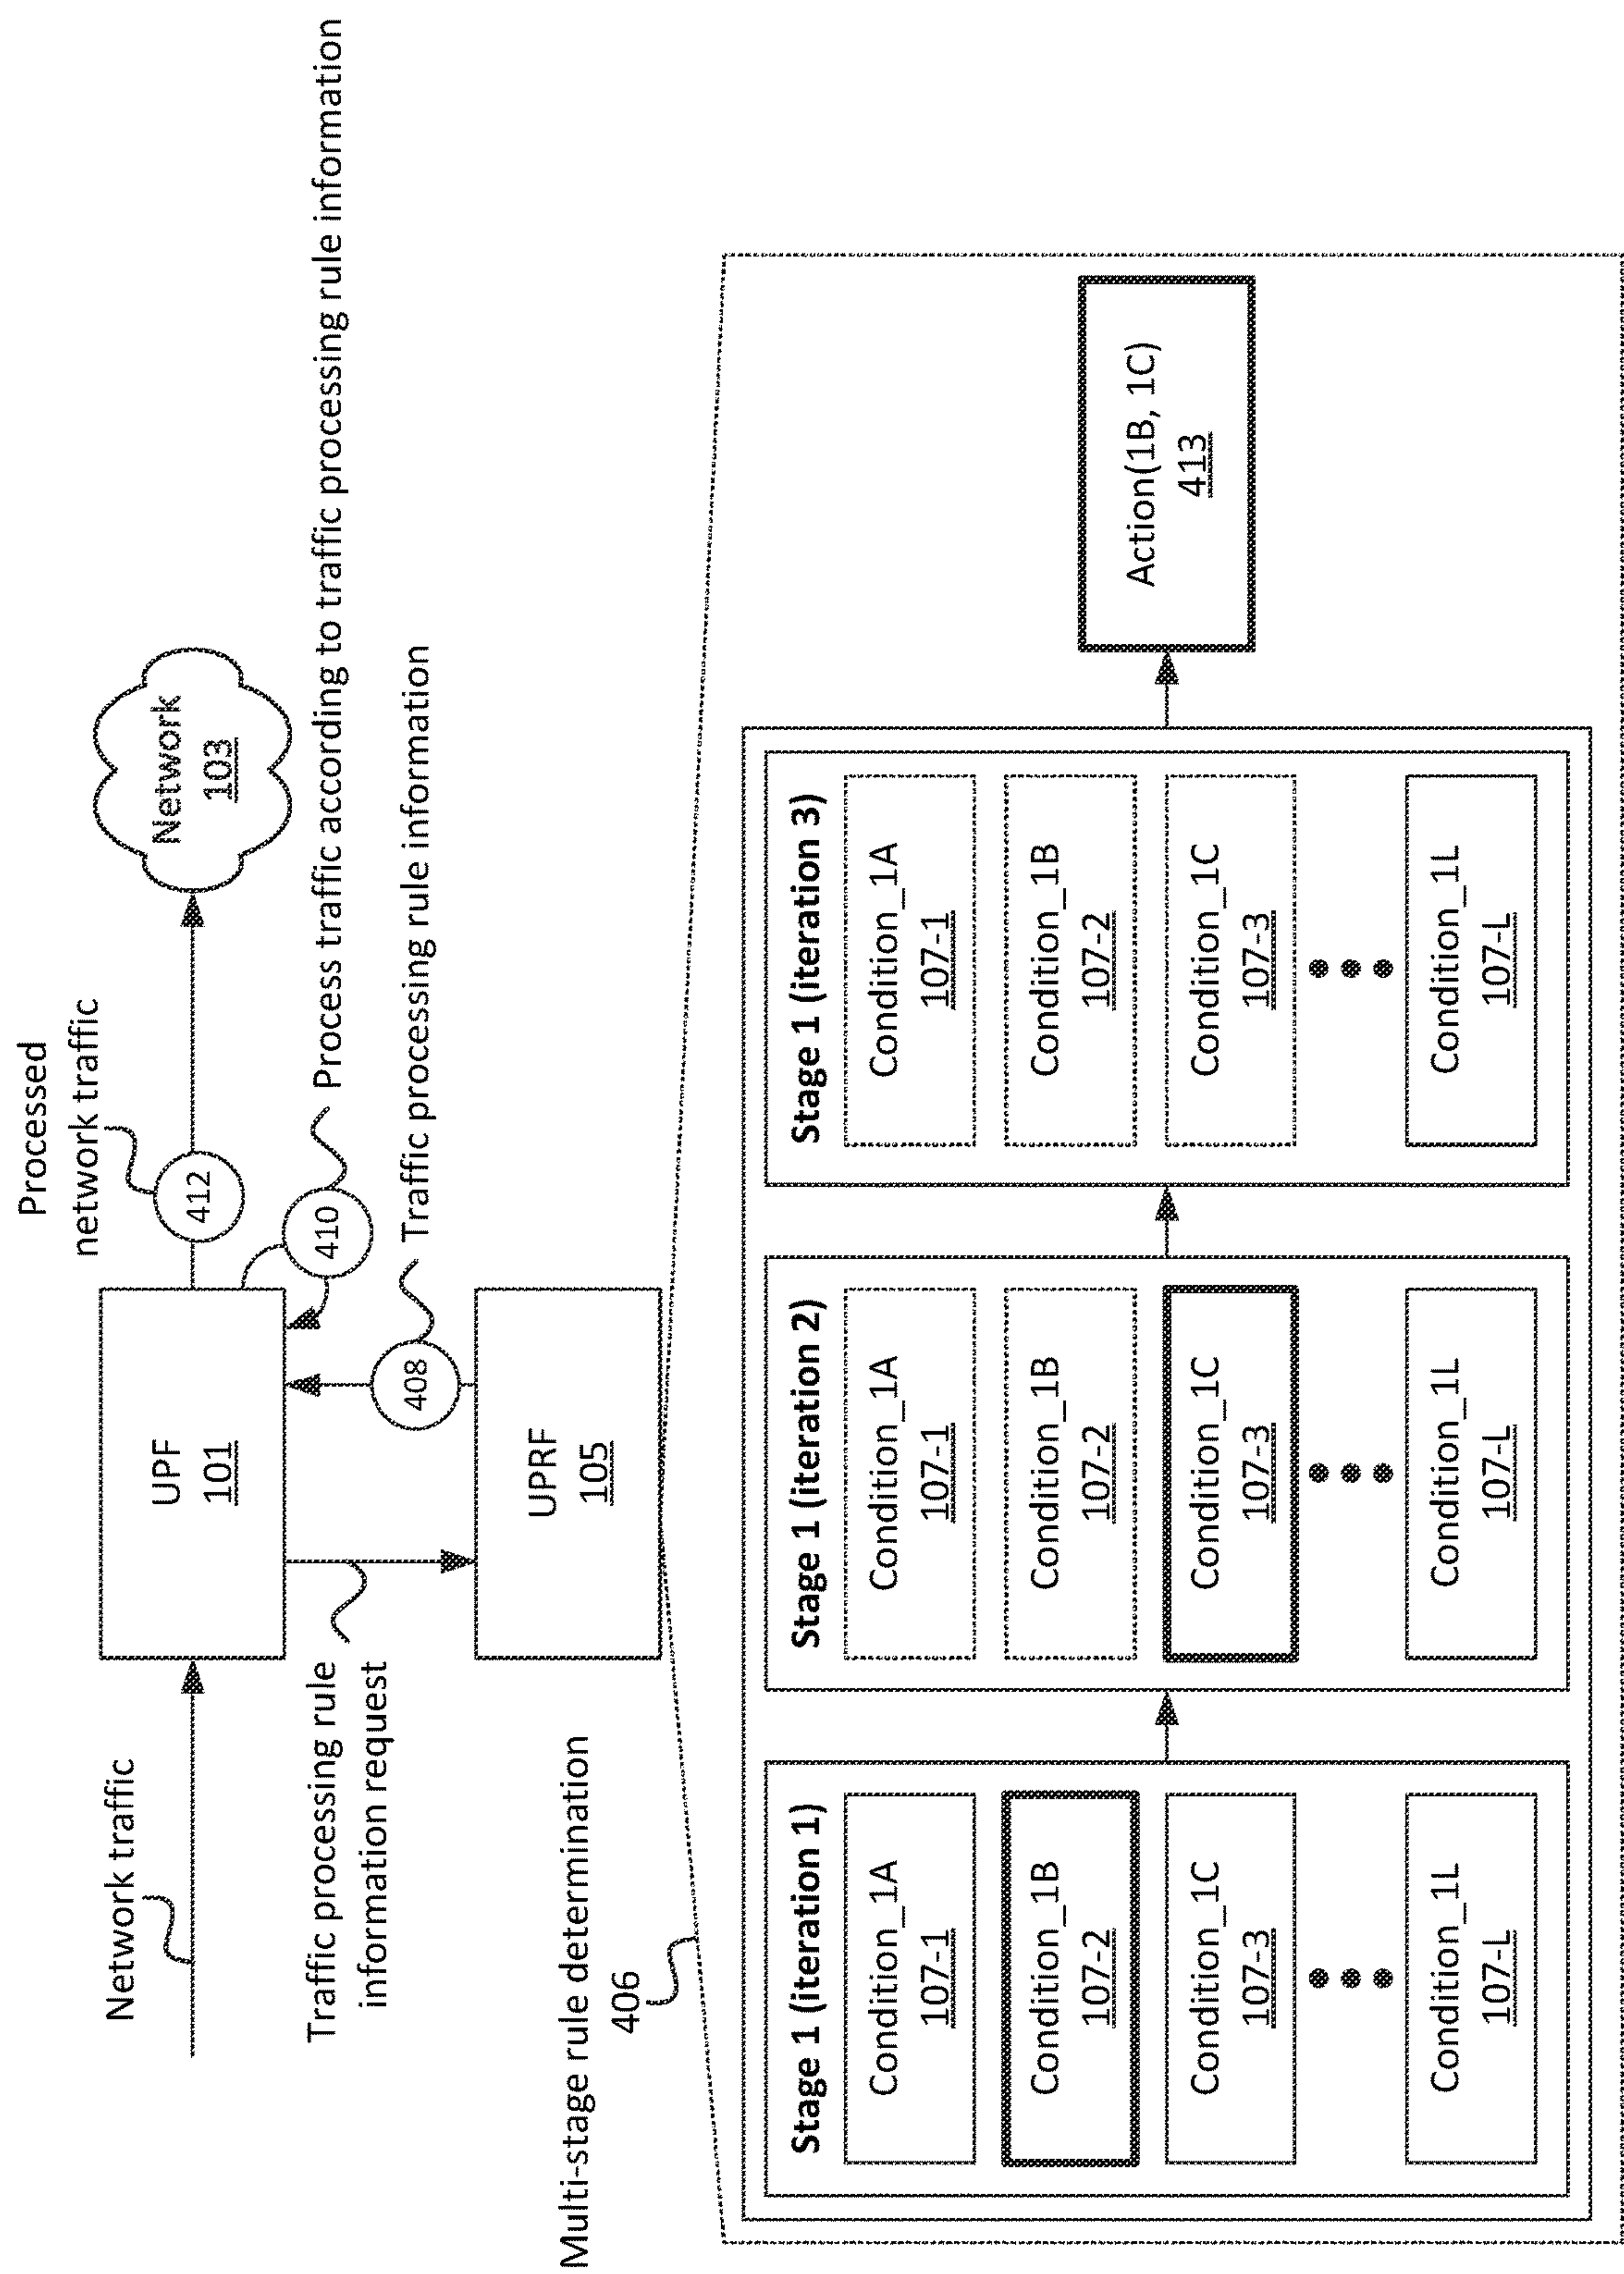 Network traffic
UPF
101
Processed
network traffic
412
Network
103
410
Process traffic according to traffic processing rule information
Traffic processing rule
information request
408
Traffic processing rule information
UPRF
105
Multi-stage rule determination
406
Stage 1 (iteration 1)
Condition_1A
107-1
Condition_1B
107-2
Condition_1C
107-3
Condition_1L
107-L
Stage 1 (iteration 2)
Condition_1A
107-1
Condition_1B
107-2
Condition_1C
107-3
Condition_1L
107-L
Stage 1 (iteration 3)
Condition_1A
107-1
Condition_1B
107-2
Condition_1C
107-3
Condition_1L
107-L
Action(1B, 1C)
413